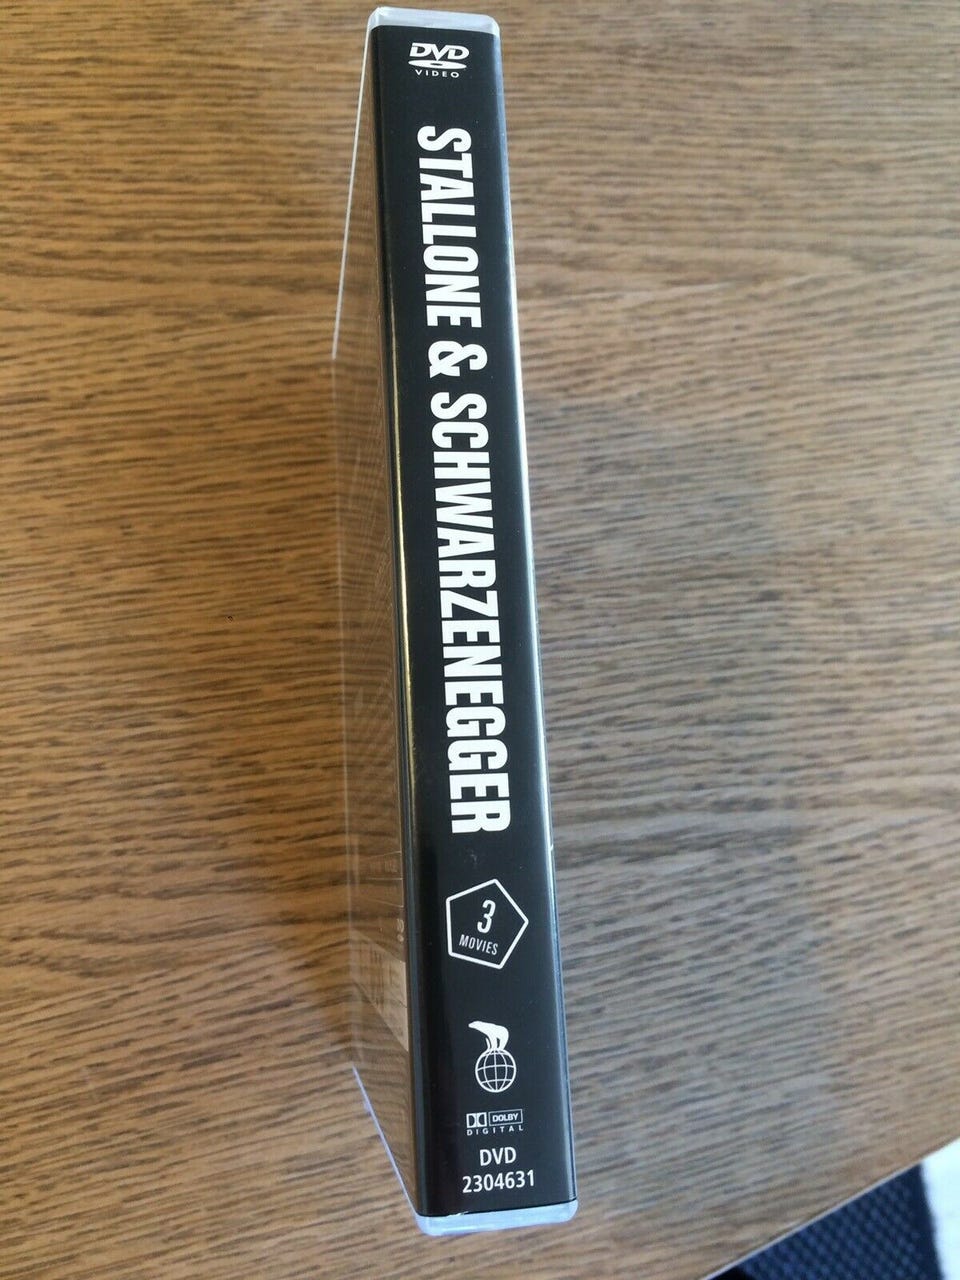 DVD
VIDEO
STALLONE & SCHWARZENEGGER
3
MOVIES
DOLBY
DIGITAL
DVD
2304631